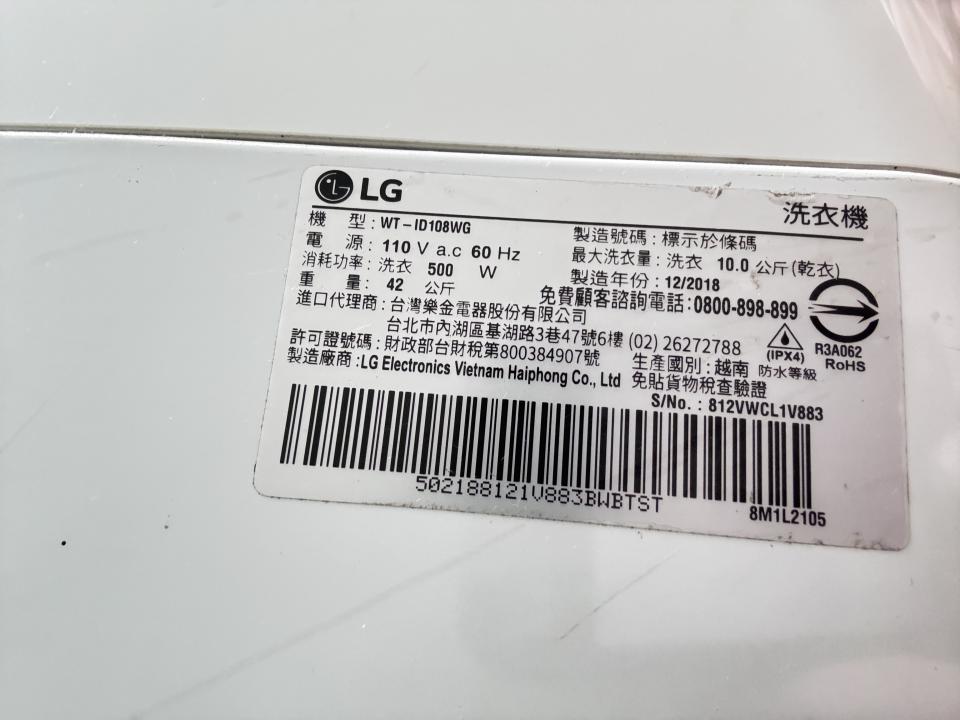 LG
洗衣機
機 型 : WT-ID108WG
製造號碼 : 標示於條碼
電 源 : 110 V a.c 60 Hz
最大洗衣量 : 洗衣 10.0 公斤(乾衣)
消耗功率 : 洗衣 500 W
製造年份 : 12/2018
重 量 : 42 公斤
免費顧客諮詢電話:0800-898-899
進口代理商 : 台灣樂金電器股份有限公司
台北市內湖區基湖路3巷47號6樓 (02) 26272788
許可證號碼 : 財政部台財稅第800384907號
生產國別 : 越南
(IPX4)
防水等級
R3A062
RoHS
製造廠商 : LG Electronics Vietnam Haiphong Co., Ltd
免貼貨物稅查驗證
S/No. : 812VWCL1V883
502188121V883BWBTST
8M1L2105